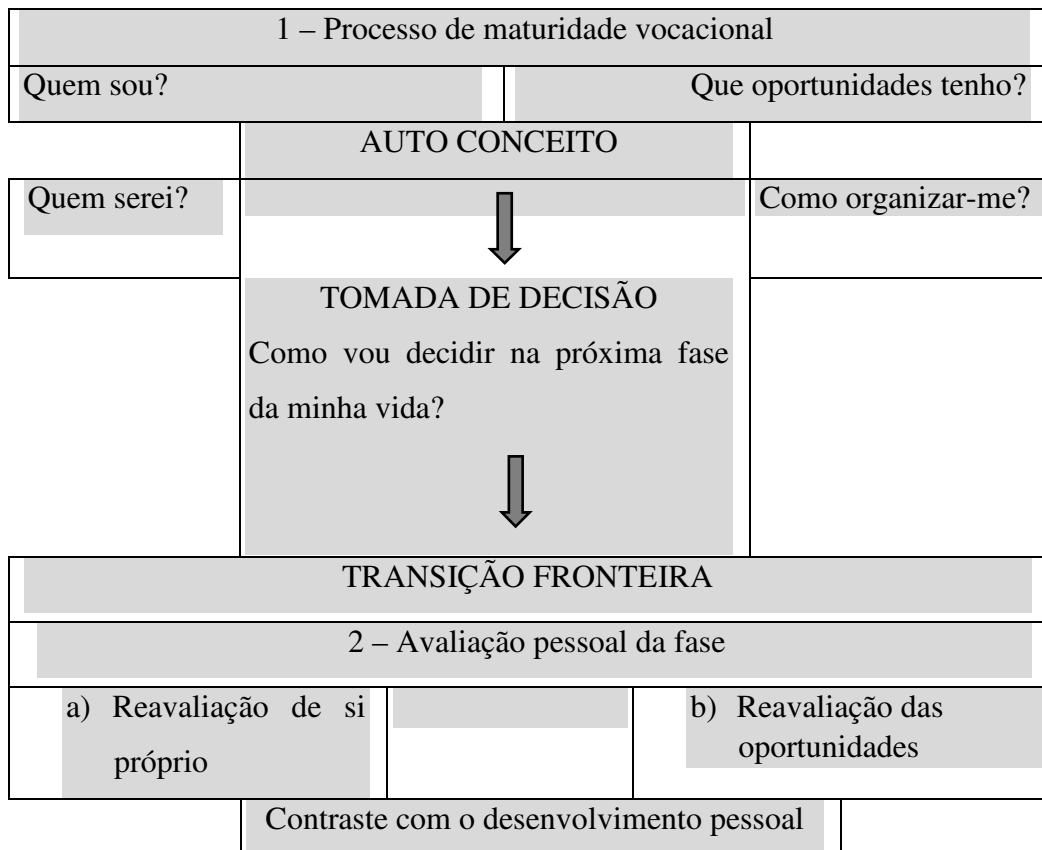 1 – Processo de maturidade vocacional
Quem sou?
Que oportunidades tenho?
AUTO CONCEITO
Quem serei?
Como organizar-me?
TOMADA DE DECISÃO
Como vou decidir na próxima fase
da minha vida?
TRANSIÇÃO FRONTEIRA
2 – Avaliação pessoal da fase
a) Reavaliação de si
próprio
b) Reavaliação das
oportunidades
Contraste com o desenvolvimento pessoal